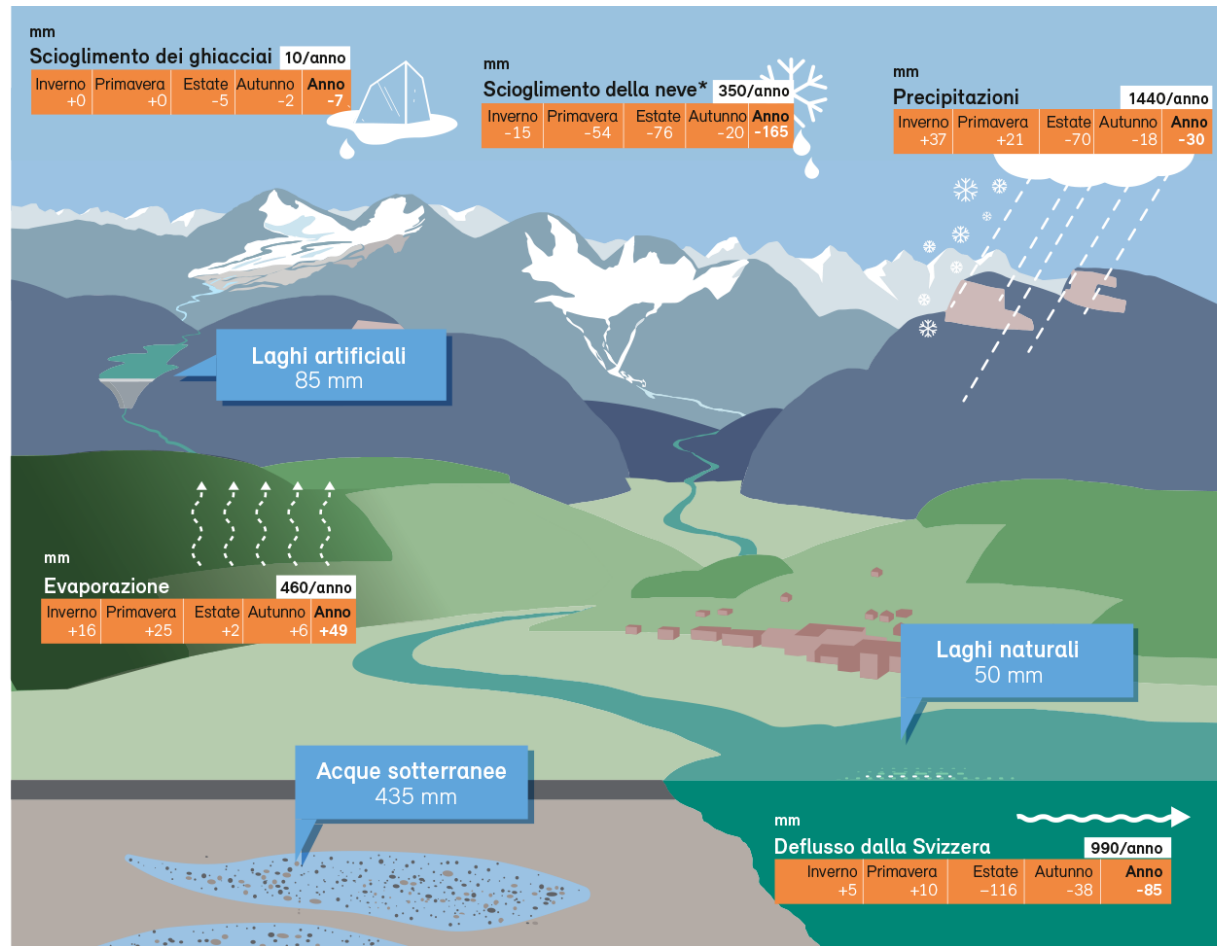 mm
Scioglimento dei ghiacciai 10/anno
Inverno Primavera Estate Autunno Anno
+0 +0 -5 -2 -7
mm
Scioglimento della neve* 350/anno
Inverno Primavera Estate Autunno Anno
-15 -54 -76 -20 -165
mm
Precipitazioni 1440/anno
Inverno Primavera Estate Autunno Anno
+37 +21 -70 -18 -30
Laghi artificiali
85 mm
mm
Evaporazione 460/anno
Inverno Primavera Estate Autunno Anno
+16 +25 +2 +6 +49
Laghi naturali
50 mm
Acque sotterranee
435 mm
mm
Deflusso dalla Svizzera 990/anno
Inverno Primavera Estate Autunno Anno
+5 +10 -116 -38 -85